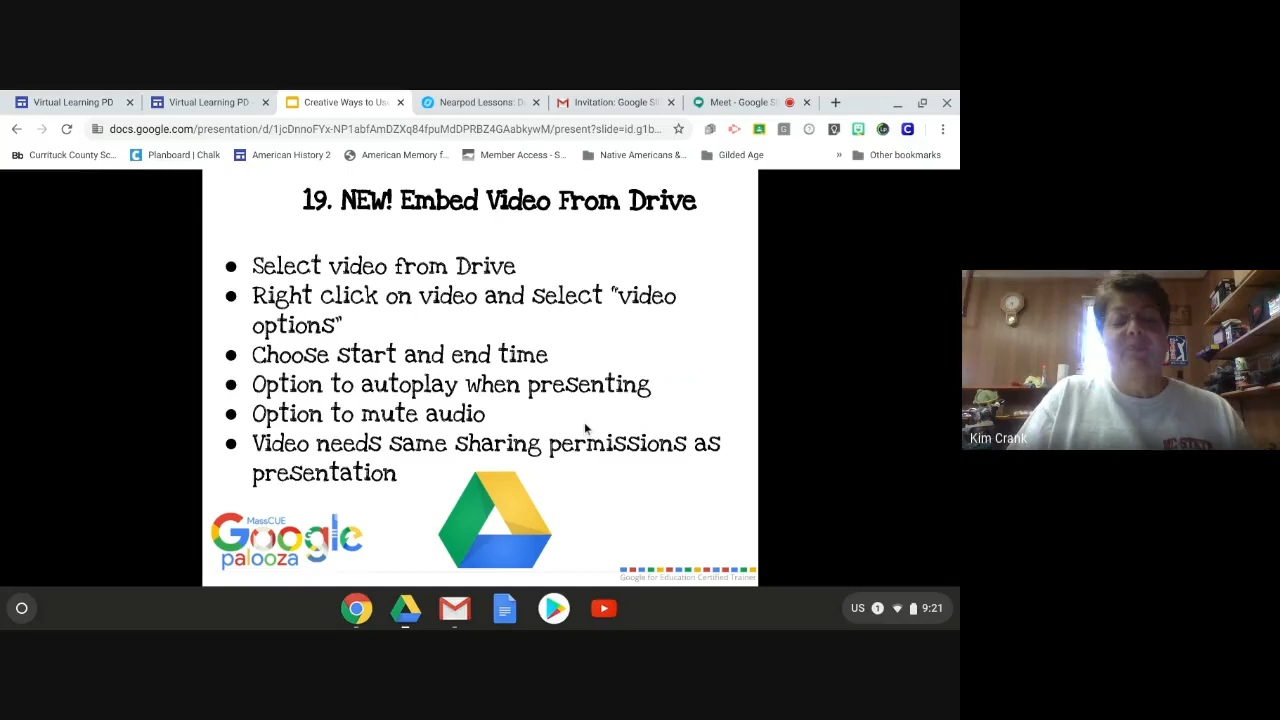 Virtual Learning PD
Virtual Learning PD
Creative Ways to Us
Nearpod Lessons: D
Invitation: Google Sli
Meet - Google S
docs.google.com/presentation/d/1jcDnnoFYx-NP1abfAmDZXq84fpuMdDPRBZ4GAabkywM/present?slide=id.g1b...
Bb Currituck County Sc...
Planboard | Chalk
American History 2
American Memory f...
Member Access - S...
Native Americans &...
Gilded Age
» Other bookmarks
19. NEW! Embed Video From Drive
● Select video from Drive
● Right click on video and select "video
options"
● Choose start and end time
● Option to autoplay when presenting
● Option to mute audio
● Video needs same sharing permissions as
presentation
MassCUE
Google
palooza
Google for Education Certified Trainer
US 1 9:21
Kim Crank